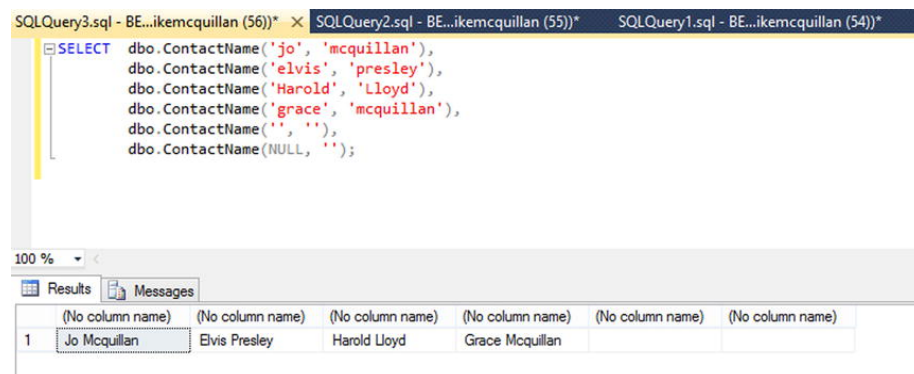 SQLQuery3.sql - BE...ikemcquillan (56))* SQLQuery2.sql - BE...ikemcquillan (55))* SQLQuery1.sql - BE...ikemcquillan (54))*
SELECT dbo.ContactName('jo', 'mcquillan'),
dbo.ContactName('elvis', 'presley'),
dbo.ContactName('Harold', 'Lloyd'),
dbo.ContactName('grace', 'mcquillan'),
dbo.ContactName('', ''),
dbo.ContactName(NULL, '');
100 %
Results Messages
(No column name) (No column name) (No column name) (No column name) (No column name) (No column name)
1 Jo Mcquillan Elvis Presley Harold Lloyd Grace Mcquillan